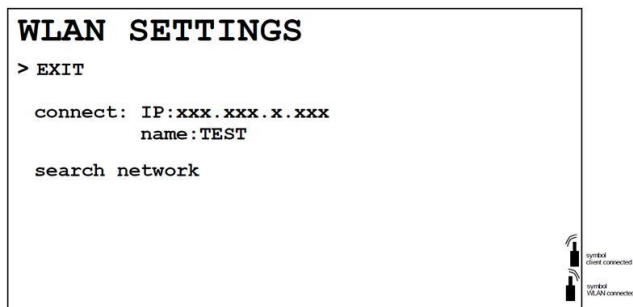 WLAN SETTINGS
> EXIT
connect: IP:xxx.xxx.x.xxx
name:TEST
search network
symbol
client connected
symbol
WLAN connected